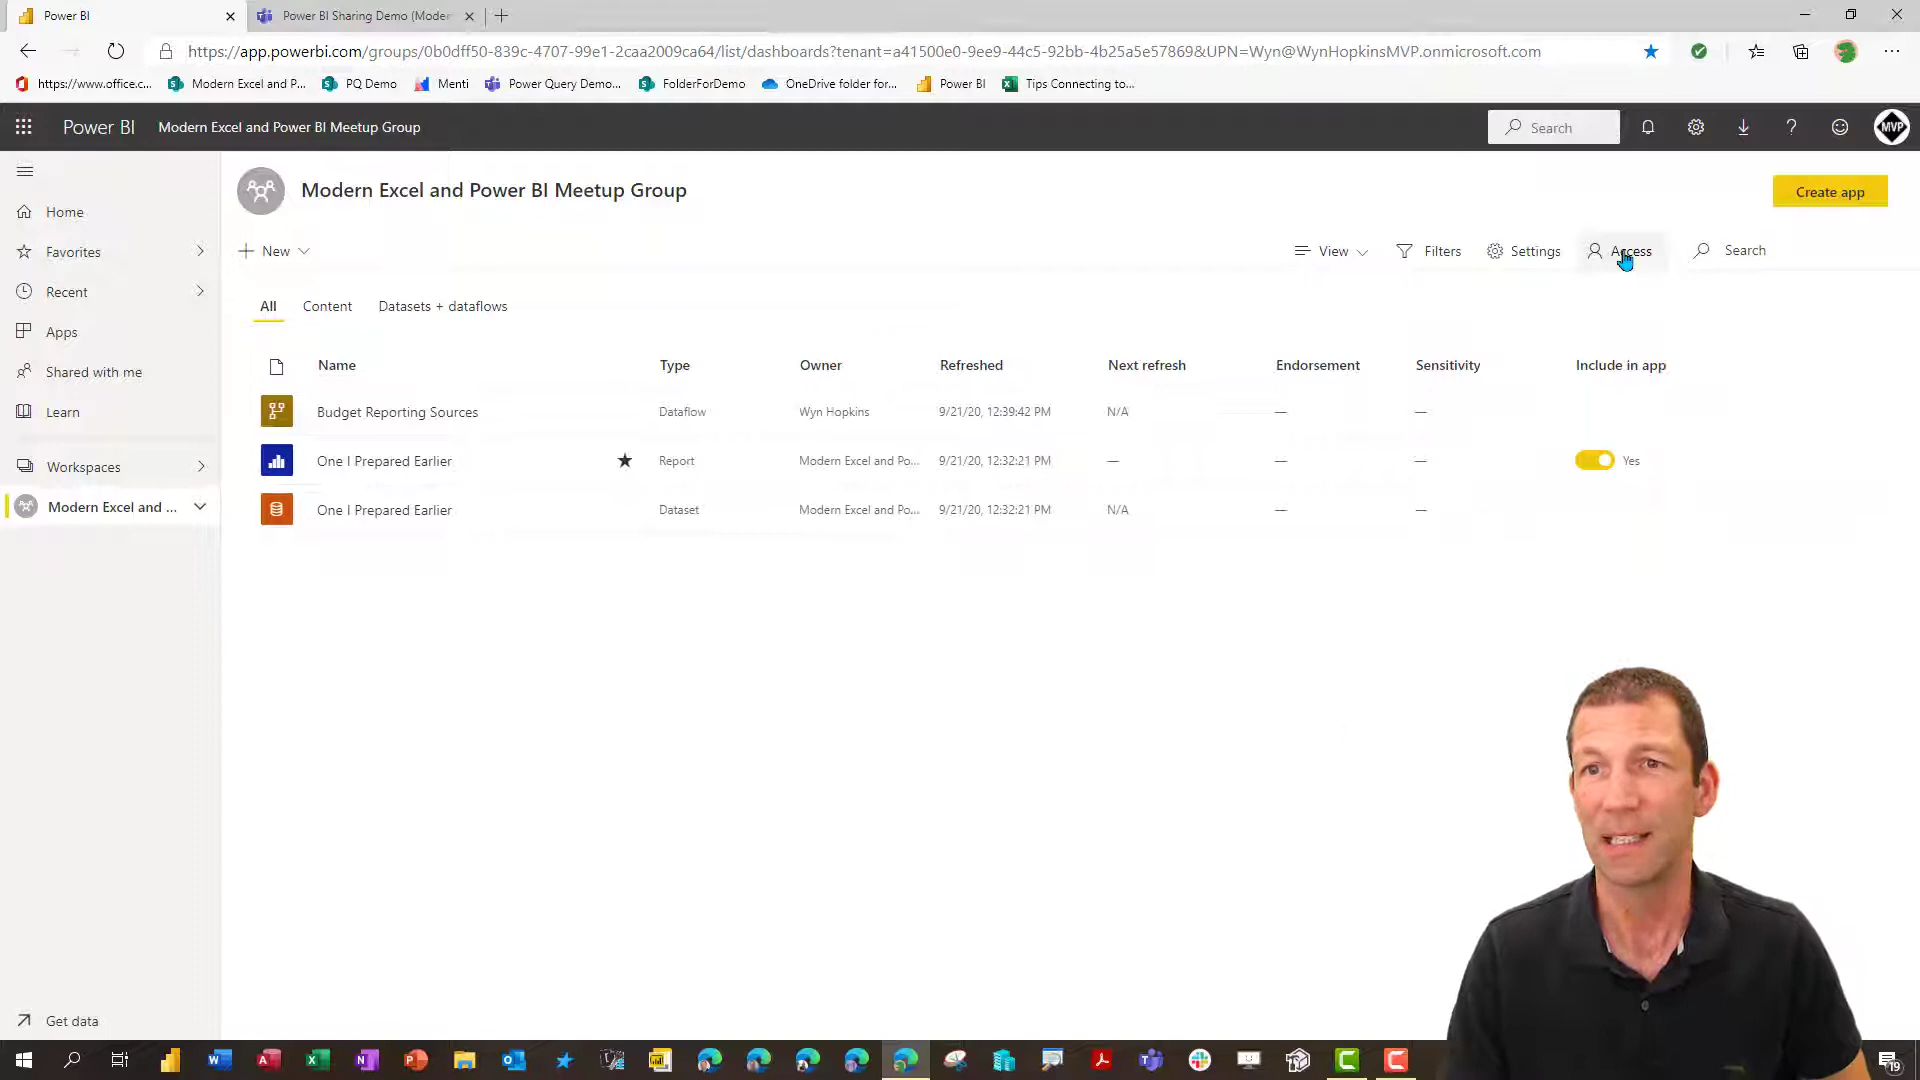 Power BI
Power BI Sharing Demo (Moder
https://app.powerbi.com/groups/0b0dff50-839c-4707-99e1-2caa2009ca64/list/dashboards?tenant=a41500e0-9ee9-44c5-92bb-4b25a5e57869&UPN=Wyn@WynHopkinsMVP.onmicrosoft.com
https://www.office.c... Modern Excel and P... PQ Demo Menti Power Query Demo... FolderForDemo OneDrive folder for... Power BI Tips Connecting to...
Power BI Modern Excel and Power BI Meetup Group Search MVP
Modern Excel and Power BI Meetup Group Create app
Home
Favorites
Recent
Apps
Shared with me
Learn
Workspaces
Modern Excel and ...
Get data
New View Filters Settings Access Search
All Content Datasets + dataflows
Name Type Owner Refreshed Next refresh Endorsement Sensitivity Include in app
Budget Reporting Sources Dataflow Wyn Hopkins 9/21/20, 12:39:42 PM N/A — —
One I Prepared Earlier Report Modern Excel and Po... 9/21/20, 12:32:21 PM — — — Yes
One I Prepared Earlier Dataset Modern Excel and Po... 9/21/20, 12:32:21 PM N/A — —
19